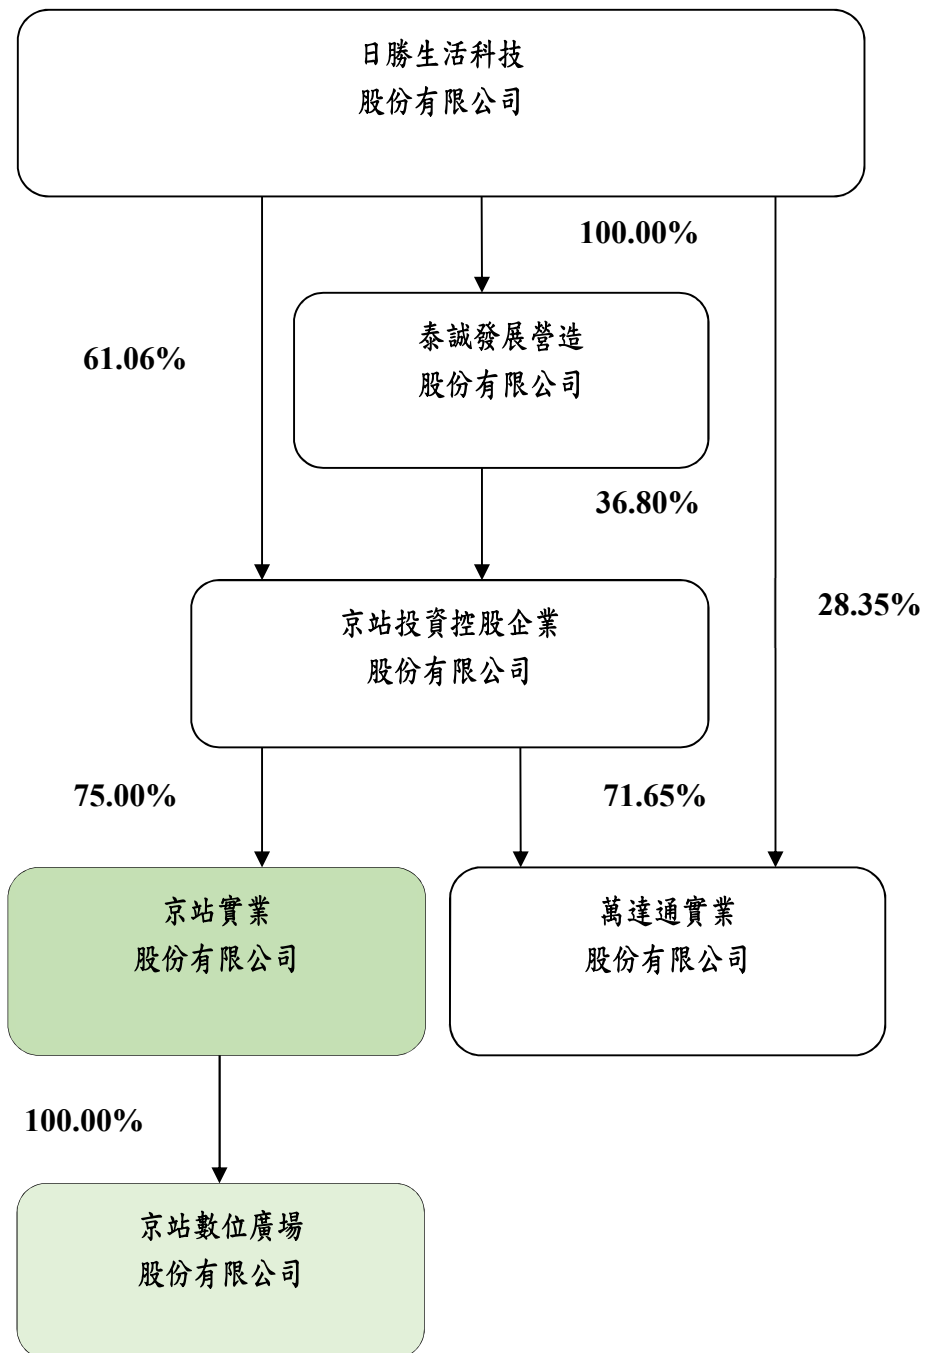 日勝生活科技
股份有限公司
100.00%
泰誠發展營造
股份有限公司
61.06%
36.80%
京站投資控股企業
股份有限公司
28.35%
75.00%
71.65%
京站實業
股份有限公司
萬達通實業
股份有限公司
100.00%
京站數位廣場
股份有限公司